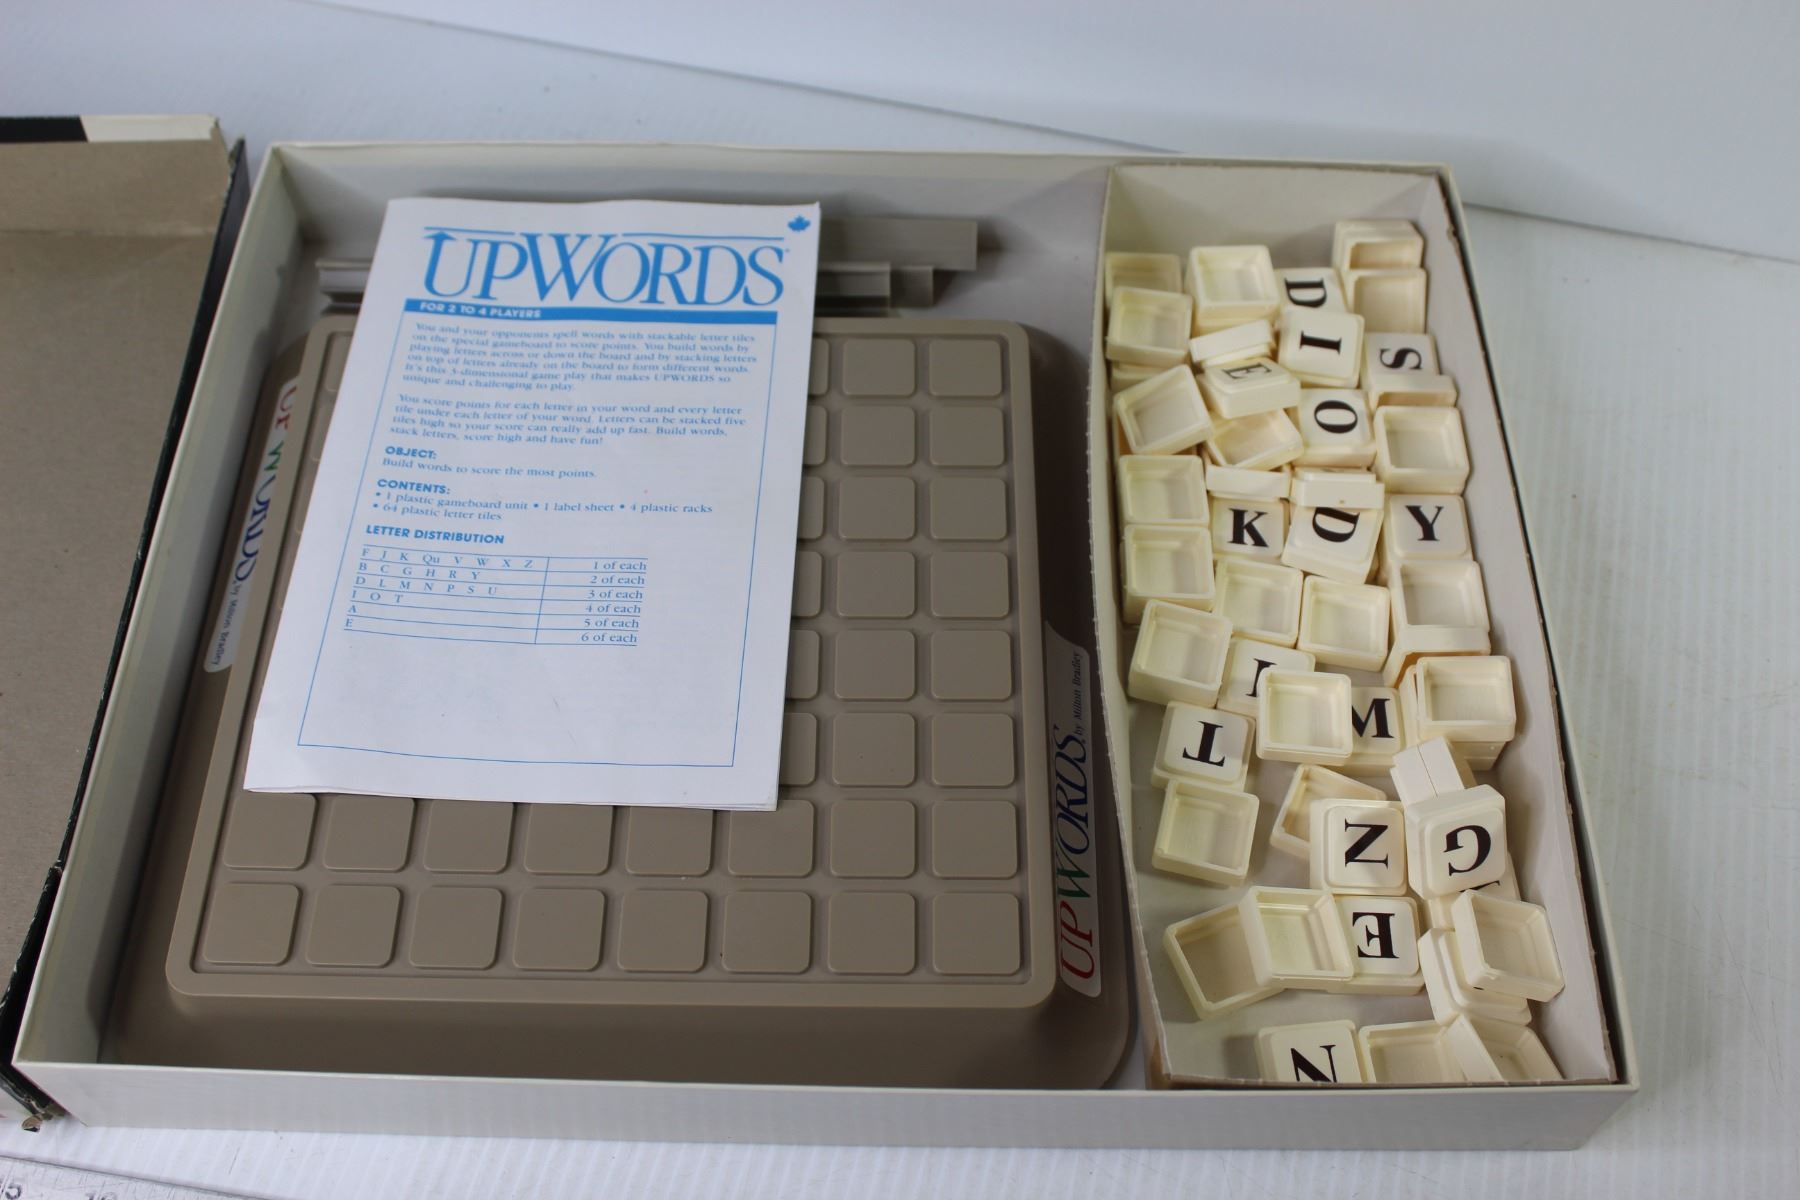 UPWORDS
FOR 2 TO 4 PLAYERS
You and your opponents spell words with stackable letter tiles
on the special gameboard to score points. You build words by
playing letters across or down the board and by stacking letters
on top of letters already on the board to form different words.
It's this 3-dimensional game play that makes UPWORDS so
unique and challenging to play.
You score points for each letter in your word and every letter
tile under each letter of your word. Letters can be stacked five
tiles high so your score can really add up fast. Build words,
stack letters, score high and have fun!
OBJECT:
Build words to score the most points.
CONTENTS:
• 1 plastic gameboard unit • 1 label sheet • 4 plastic racks
• 64 plastic letter tiles
LETTER DISTRIBUTION
F J K Qu V W X Z 1 of each
B C G H R Y 2 of each
D L M N P S U 3 of each
I O T 4 of each
A 5 of each
E 6 of each
UPWORDS, by Milton Bradley
UPWORDS, by Milton Bradley
D
I
S
E
O
K
D
Y
I
M
T
N
G
E
N